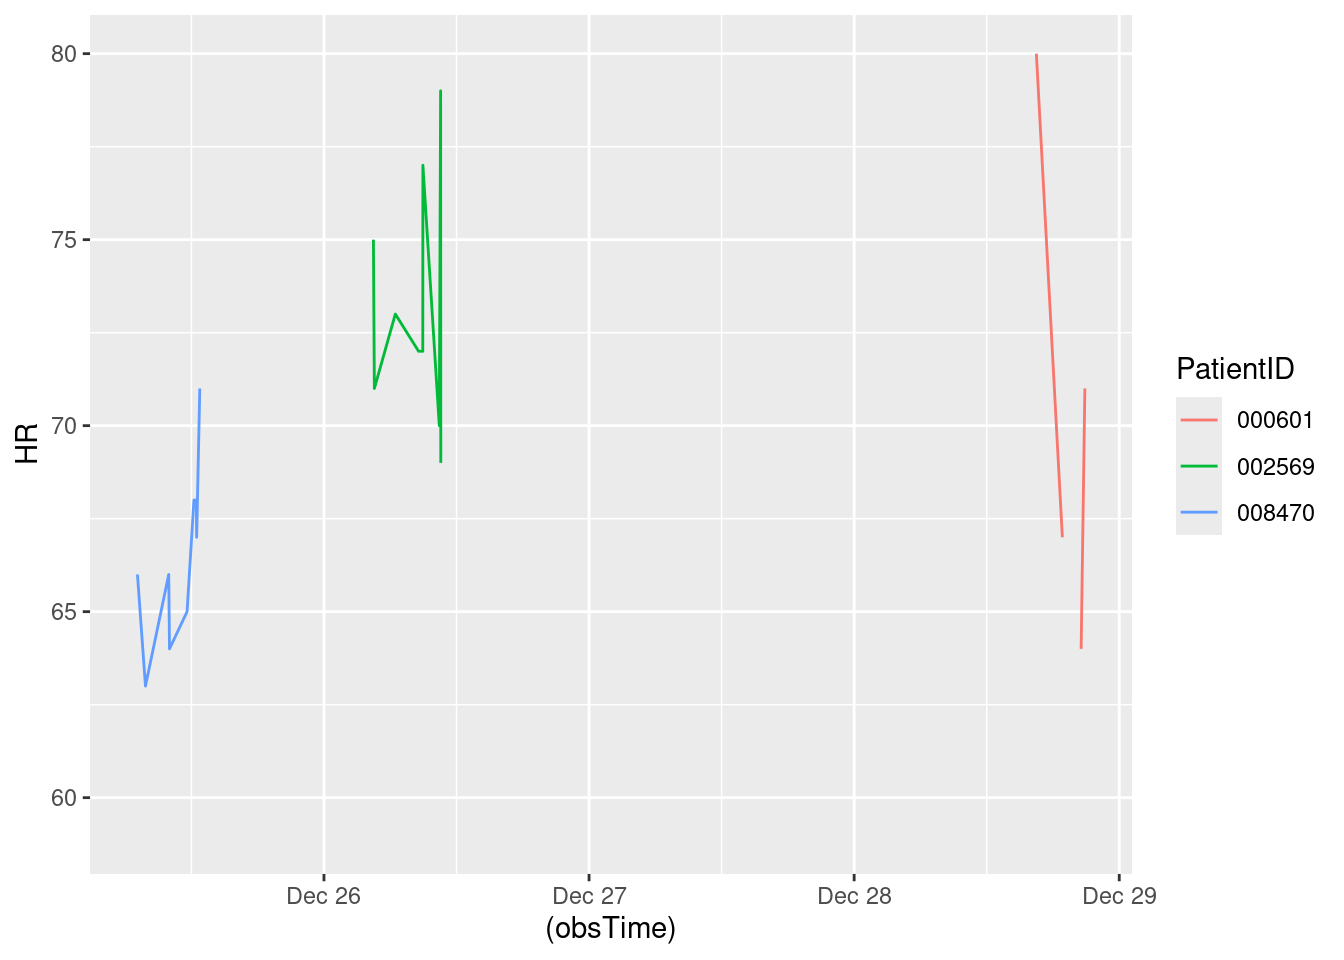 80
75
70
65
60
HR
Dec 26
Dec 27
Dec 28
Dec 29
(obsTime)
PatientID
000601
002569
008470